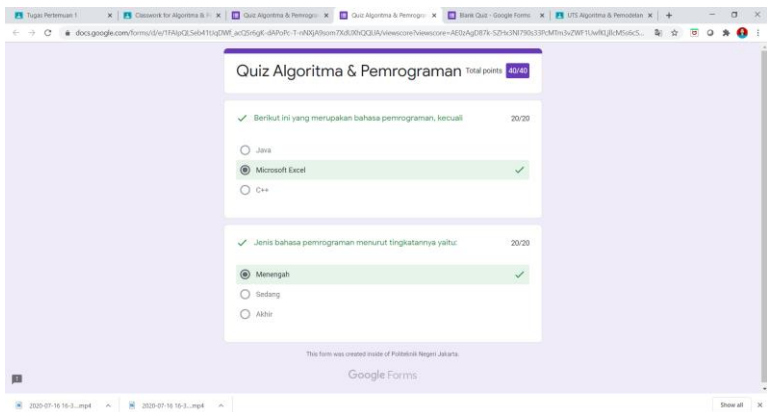 Tugas Pertemuan 1
Classwork for Algoritma & P
Quiz Algoritma & Pemrogra
Quiz Algoritma & Pemrogra
Blank Quiz - Google Forms
UTS Algoritma & Pemodelan
Quiz Algoritma & Pemrograman
Total points 40/40
Berikut ini yang merupakan bahasa pemrograman, kecuali
20/20
Java
Microsoft Excel
C++
Jenis bahasa pemrograman menurut tingkatannya yaitu:
20/20
Menengah
Sedang
Akhir
This form was created inside of Politeknik Negeri Jakarta.
Google Forms
2020-07-16 16-3....mp4
2020-07-16 16-3....mp4
Show all